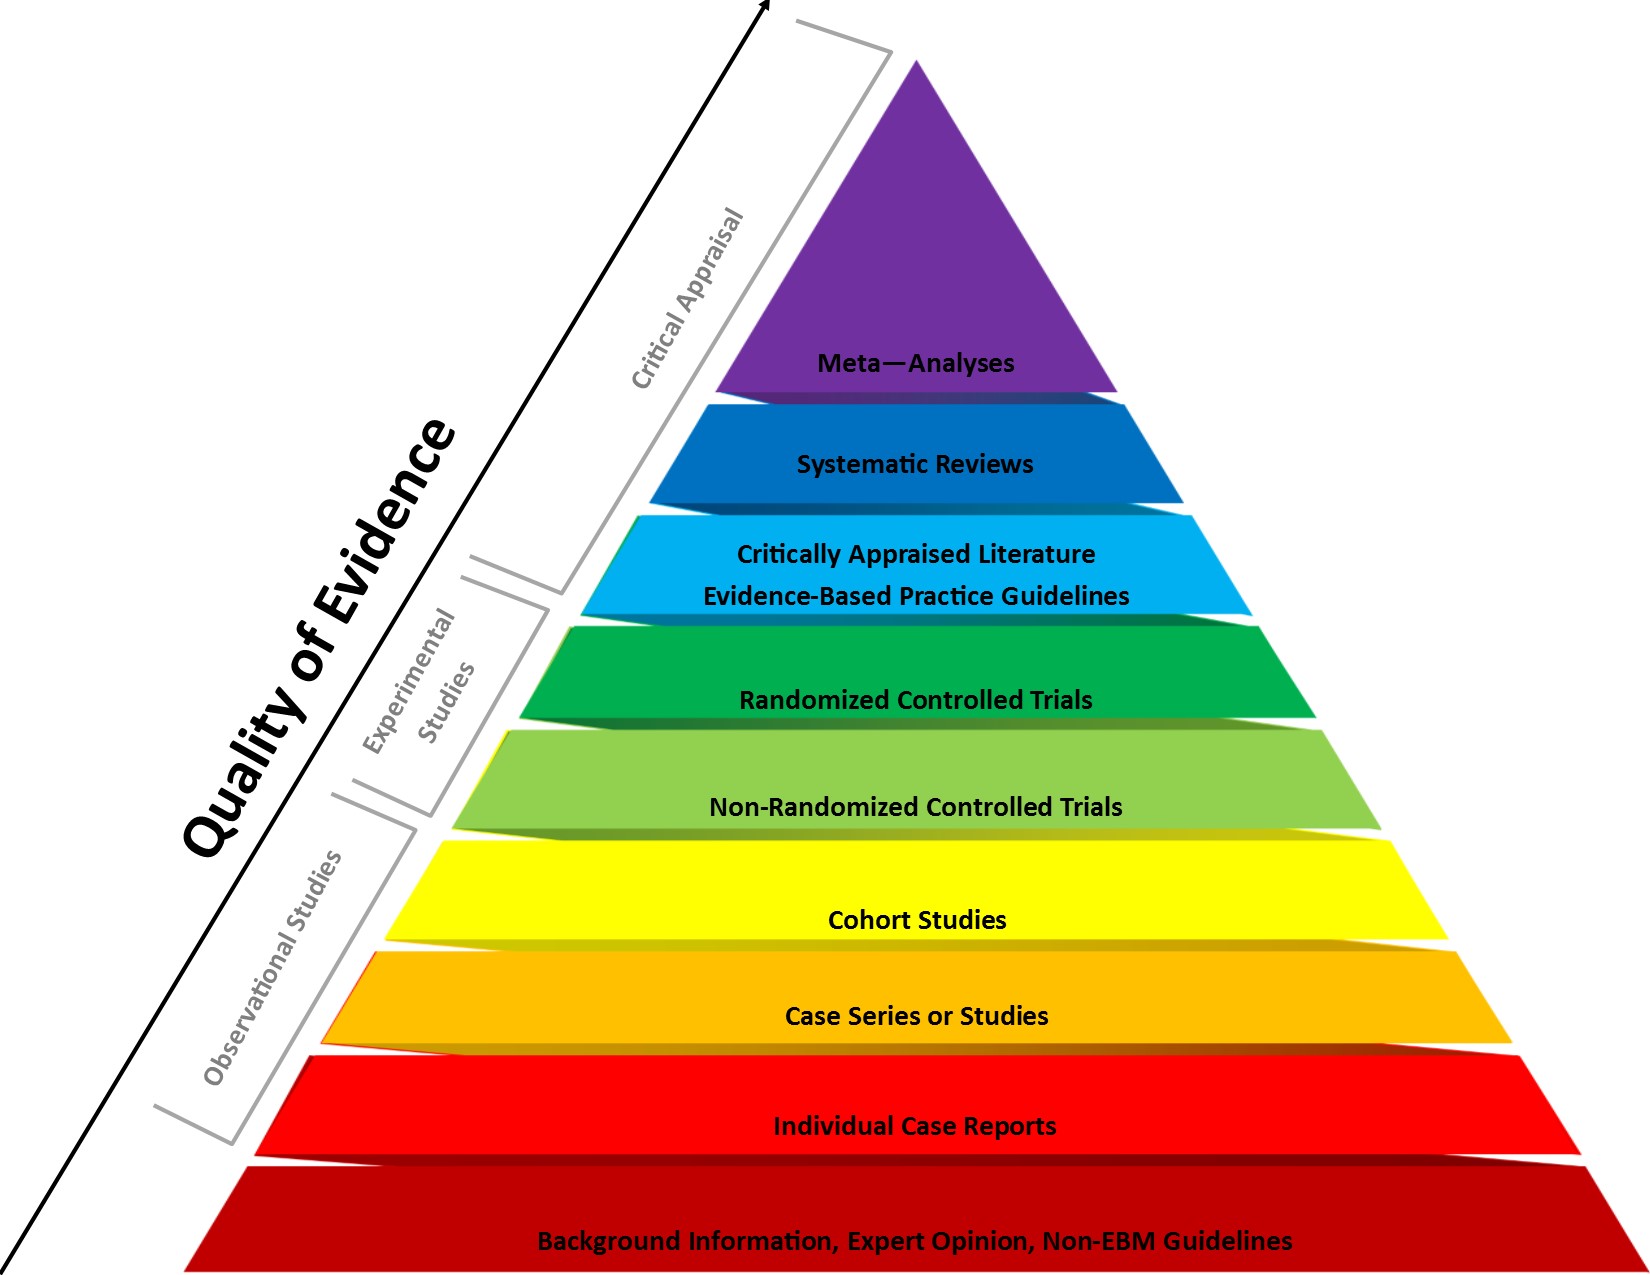 Quality of Evidence
Critical Appraisal
Experimental
Studies
Observational Studies
Meta—Analyses
Systematic Reviews
Critically Appraised Literature
Evidence-Based Practice Guidelines
Randomized Controlled Trials
Non-Randomized Controlled Trials
Cohort Studies
Case Series or Studies
Individual Case Reports
Background Information, Expert Opinion, Non-EBM Guidelines